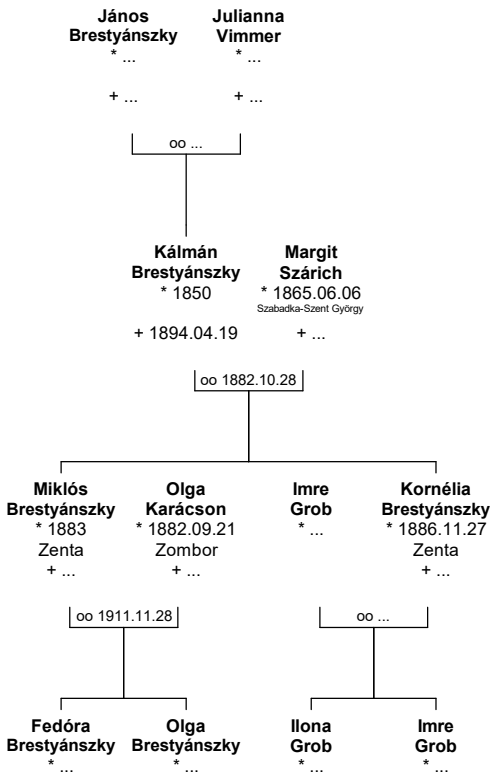 János
Brestyánszky
* ...
+ ...
Julianna
Vimmer
* ...
+ ...
oo ...
Kálmán
Brestyánszky
* 1850
+ 1894.04.19
Margit
Szárich
* 1865.06.06
Szabadka-Szent György
+ ...
oo 1882.10.28
Miklós
Brestyánszky
* 1883
Zenta
+ ...
Olga
Karácson
* 1882.09.21
Zombor
+ ...
Imre
Grob
* ...
Kornélia
Brestyánszky
* 1886.11.27
Zenta
+ ...
oo 1911.11.28
oo ...
Fedóra
Brestyánszky
* ...
Olga
Brestyánszky
* ...
Ilona
Grob
* ...
Imre
Grob
* ...